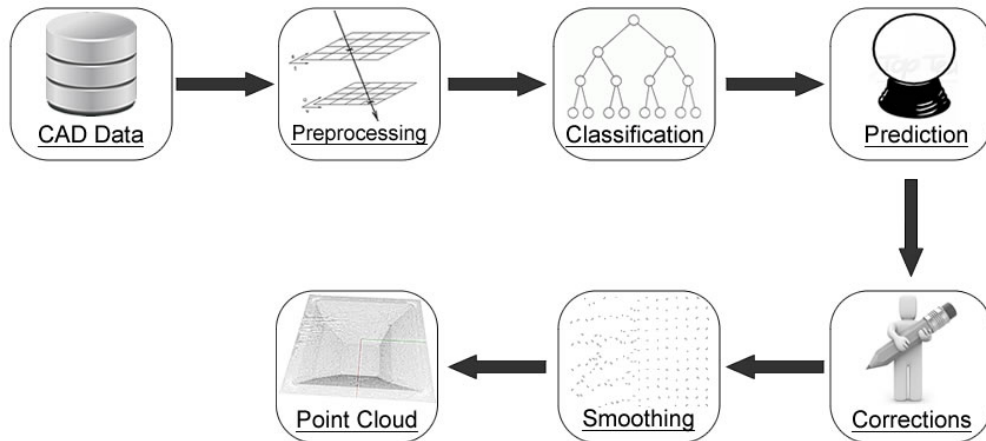 CAD Data
Preprocessing
Classification
Prediction
Corrections
Smoothing
Point Cloud